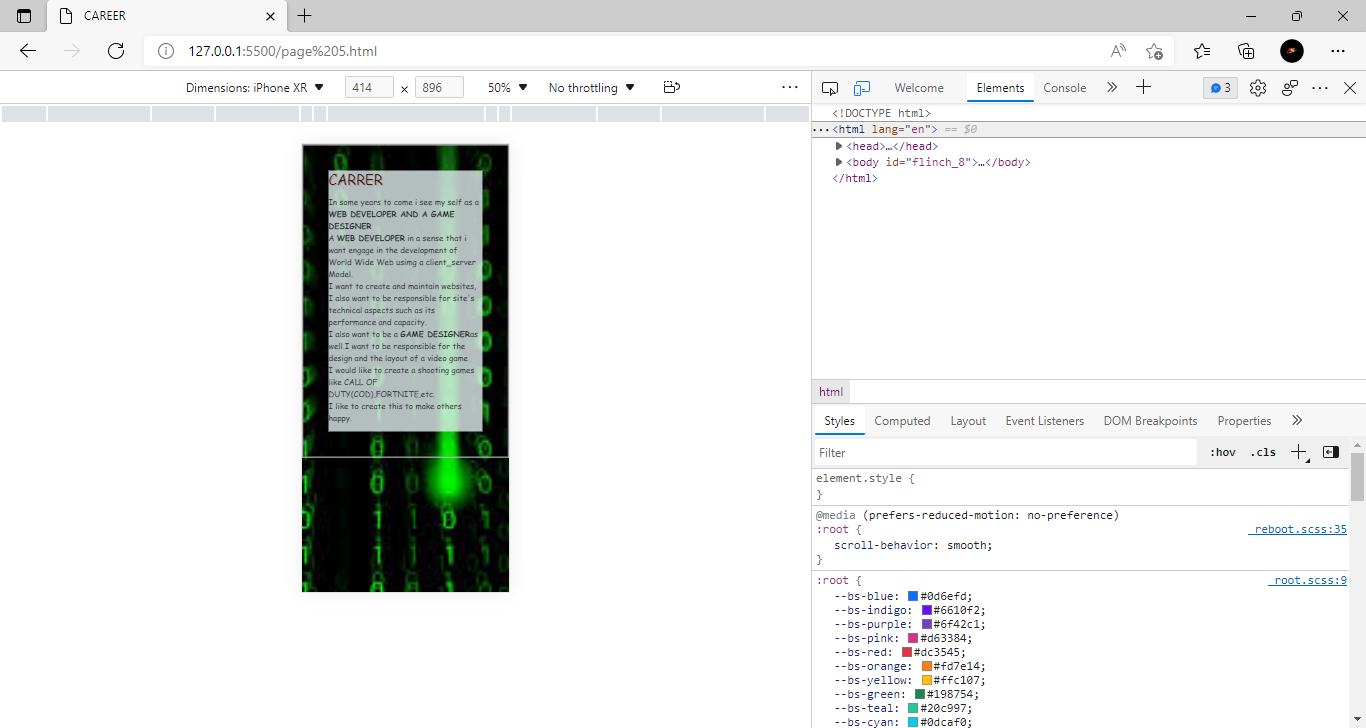 CAREER
127.0.0.1:5500/page%205.html
Dimensions: iPhone XR ▼ 414 × 896 50% ▼ No throttling ▼
Welcome Elements Console 3
<!DOCTYPE html>
<html lang="en"> == $0
<head>…</head>
<body id="flinch_8">…</body>
</html>
CARRER
In some years to come i see my self as a
WEB DEVELOPER AND A GAME
DESIGNER
A WEB DEVELOPER in a sense that i
want engage in the development of
World Wide Web using a client_server
Model.
I want to create and maintain websites,
I also want to be responsible for site`s
technical aspects such as its
performance and capacity.
I also want to be a GAME DESIGNERas
well.I want to be responsible for the
design and the layout of a video game
I would like to create a shooting games
like CALL OF
DUTY(COD),FORTNITE,etc.
I like to create this to make others
happy.
html
Styles Computed Layout Event Listeners DOM Breakpoints Properties
Filter :hov .cls
element.style {
}
@media (prefers-reduced-motion: no-preference)
:root { _reboot.scss:35
scroll-behavior: smooth;
}
:root { _root.scss:9
--bs-blue: #0d6efd;
--bs-indigo: #6610f2;
--bs-purple: #6f42c1;
--bs-pink: #d63384;
--bs-red: #dc3545;
--bs-orange: #fd7e14;
--bs-yellow: #ffc107;
--bs-green: #198754;
--bs-teal: #20c997;
--bs-cyan: #0dcaf0;